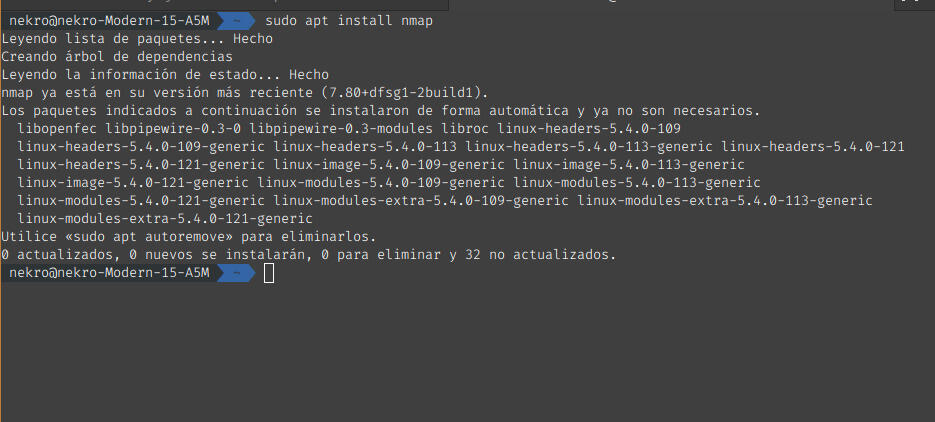 nekro@nekro-Modern-15-A5M ~ sudo apt install nmap
Leyendo lista de paquetes... Hecho
Creando árbol de dependencias
Leyendo la información de estado... Hecho
nmap ya está en su versión más reciente (7.80+dfsg1-2build1).
Los paquetes indicados a continuación se instalaron de forma automática y ya no son necesarios.
libopenfec libpipewire-0.3-0 libpipewire-0.3-modules libroc linux-headers-5.4.0-109
linux-headers-5.4.0-109-generic linux-headers-5.4.0-113 linux-headers-5.4.0-113-generic linux-headers-5.4.0-121
linux-headers-5.4.0-121-generic linux-image-5.4.0-109-generic linux-image-5.4.0-113-generic
linux-image-5.4.0-121-generic linux-modules-5.4.0-109-generic linux-modules-5.4.0-113-generic
linux-modules-5.4.0-121-generic linux-modules-extra-5.4.0-109-generic linux-modules-extra-5.4.0-113-generic
linux-modules-extra-5.4.0-121-generic
Utilice «sudo apt autoremove» para eliminarlos.
0 actualizados, 0 nuevos se instalarán, 0 para eliminar y 32 no actualizados.
nekro@nekro-Modern-15-A5M ~